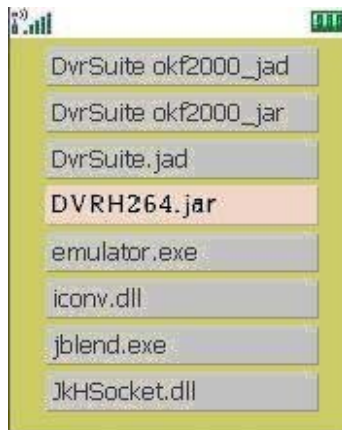 DvrSuite okf2000_jad
DvrSuite okf2000_jar
DvrSuite.jad
DVRH264.jar
emulator.exe
iconv.dll
jblend.exe
JkHSocket.dll